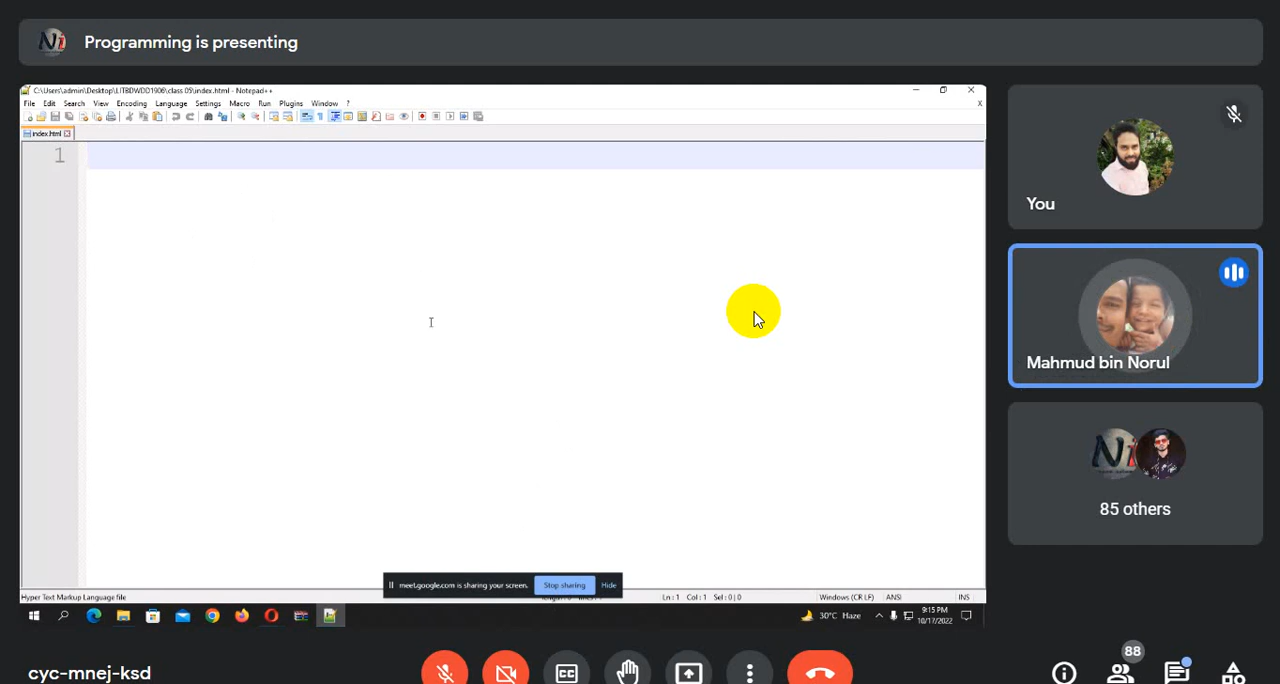 Programming is presenting
C:\Users\admin\Desktop\LITBDWDD1906\class 05\index.html - Notepad++
File Edit Search View Encoding Language Settings Macro Run Plugins Window ?
index.html
1
You
Mahmud bin Norul
85 others
meet.google.com is sharing your screen. Stop sharing Hide
Hyper Text Markup Language file Ln : 1 Col : 1 Sel : 0 | 0 Windows (CR LF) ANSI INS
30°C Haze 9:15 PM
10/17/2022
88
cyc-mnej-ksd